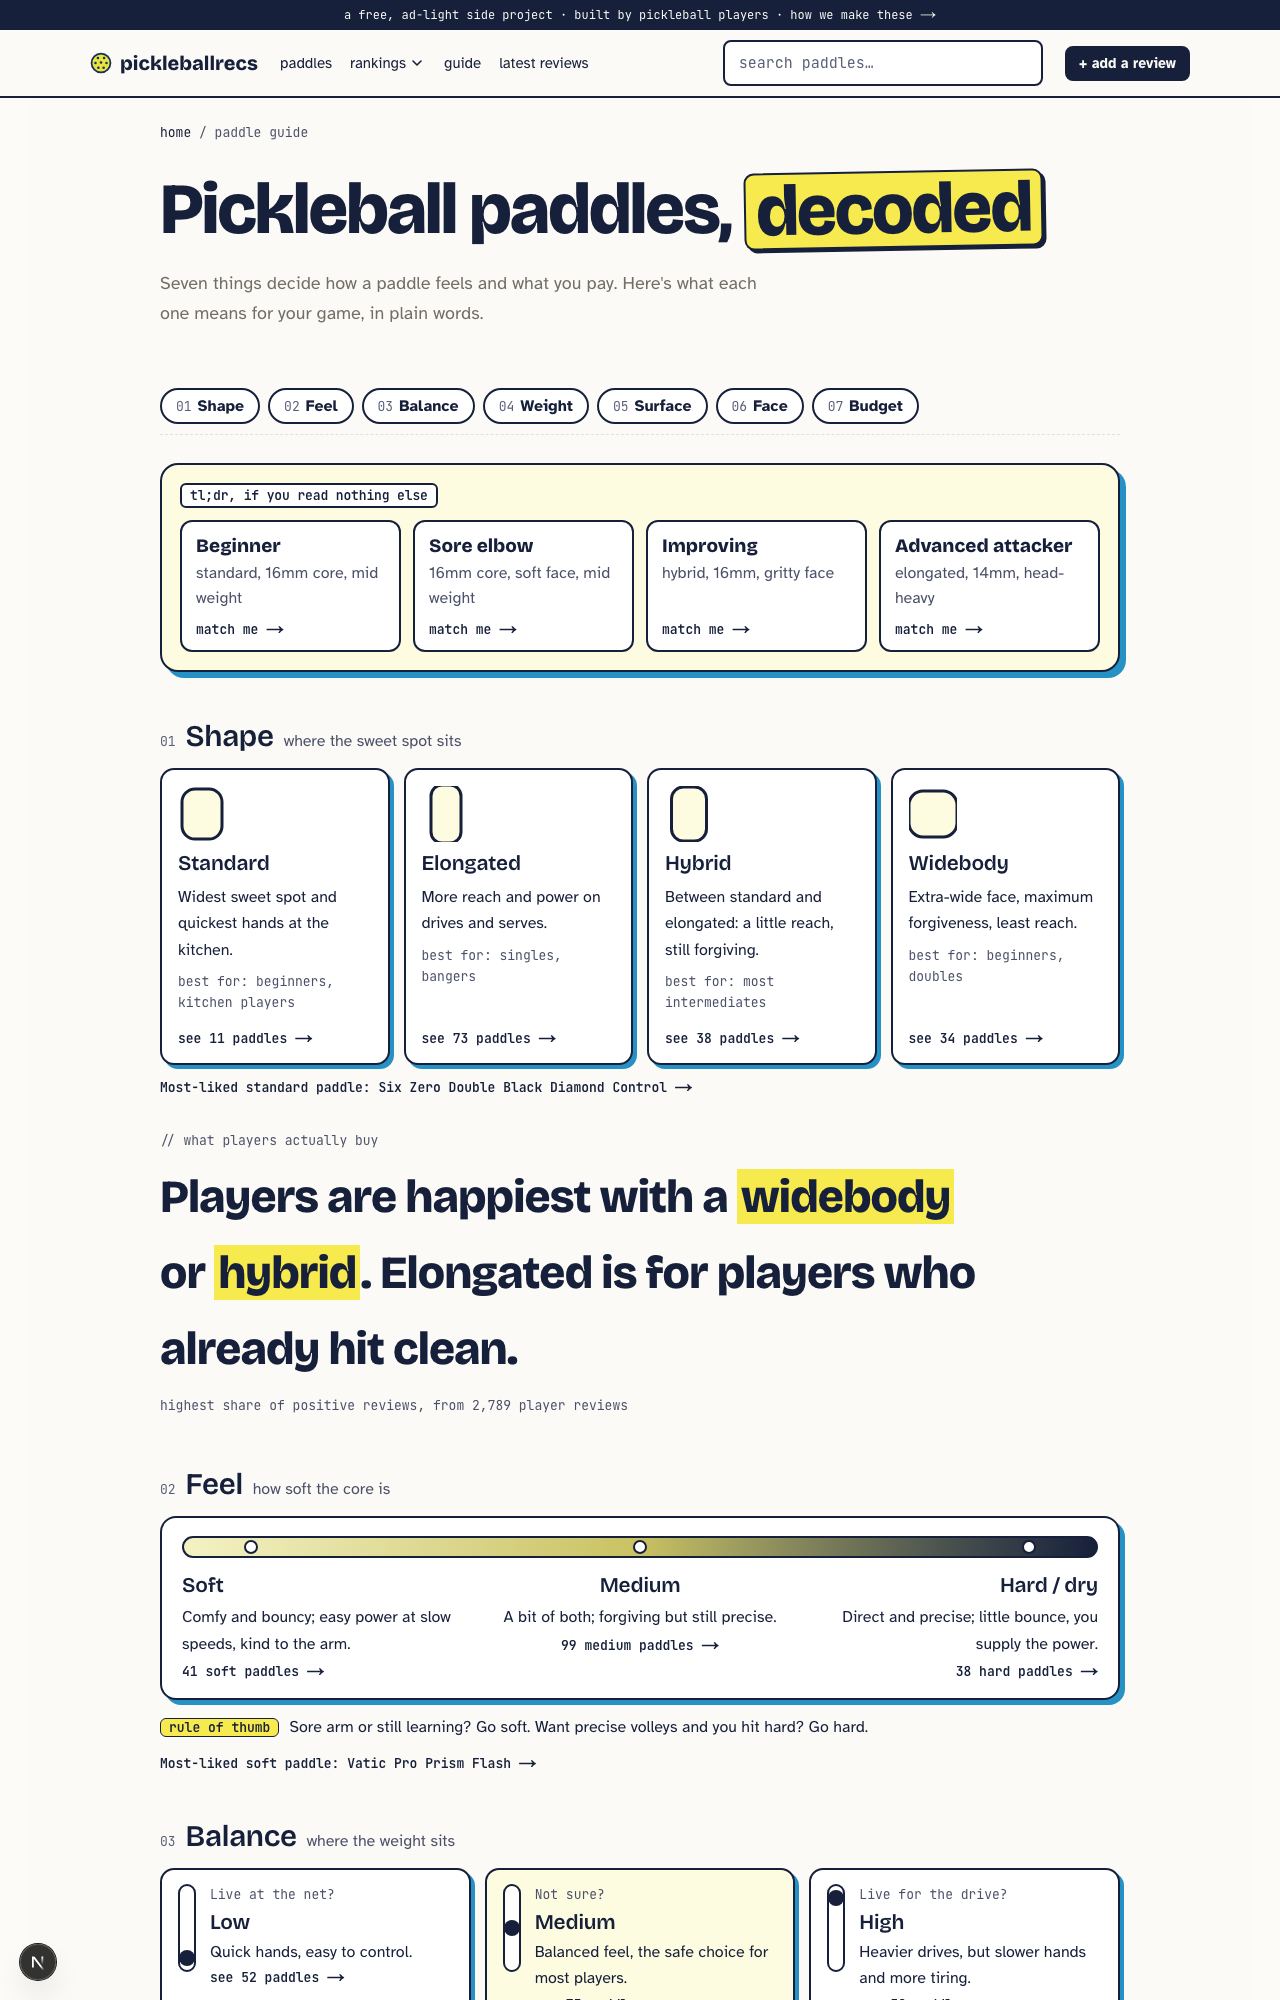 a free, ad-light side project · built by pickleball players · how we make these →
pickleballrecs paddles rankings guide latest reviews search paddles… + add a review
home / paddle guide
Pickleball paddles, decoded
Seven things decide how a paddle feels and what you pay. Here's what each
one means for your game, in plain words.
01 Shape 02 Feel 03 Balance 04 Weight 05 Surface 06 Face 07 Budget
tl;dr, if you read nothing else
Beginner
standard, 16mm core, mid
weight
match me →
Sore elbow
16mm core, soft face, mid
weight
match me →
Improving
hybrid, 16mm, gritty face
match me →
Advanced attacker
elongated, 14mm, head-
heavy
match me →
01 Shape where the sweet spot sits
Standard
Widest sweet spot and
quickest hands at the
kitchen.
best for: beginners,
kitchen players
see 11 paddles →
Elongated
More reach and power on
drives and serves.
best for: singles,
bangers
see 73 paddles →
Hybrid
Between standard and
elongated: a little reach,
still forgiving.
best for: most
intermediates
see 38 paddles →
Widebody
Extra-wide face, maximum
forgiveness, least reach.
best for: beginners,
doubles
see 34 paddles →
Most-liked standard paddle: Six Zero Double Black Diamond Control →
// what players actually buy
Players are happiest with a widebody
or hybrid. Elongated is for players who
already hit clean.
highest share of positive reviews, from 2,789 player reviews
02 Feel how soft the core is
Soft
Comfy and bouncy; easy power at slow
speeds, kind to the arm.
41 soft paddles →
Medium
A bit of both; forgiving but still precise.
99 medium paddles →
Hard / dry
Direct and precise; little bounce, you
supply the power.
38 hard paddles →
rule of thumb Sore arm or still learning? Go soft. Want precise volleys and you hit hard? Go hard.
Most-liked soft paddle: Vatic Pro Prism Flash →
03 Balance where the weight sits
Live at the net?
Low
Quick hands, easy to control.
see 52 paddles →
Not sure?
Medium
Balanced feel, the safe choice for
most players.
Live for the drive?
High
Heavier drives, but slower hands
and more tiring.
N